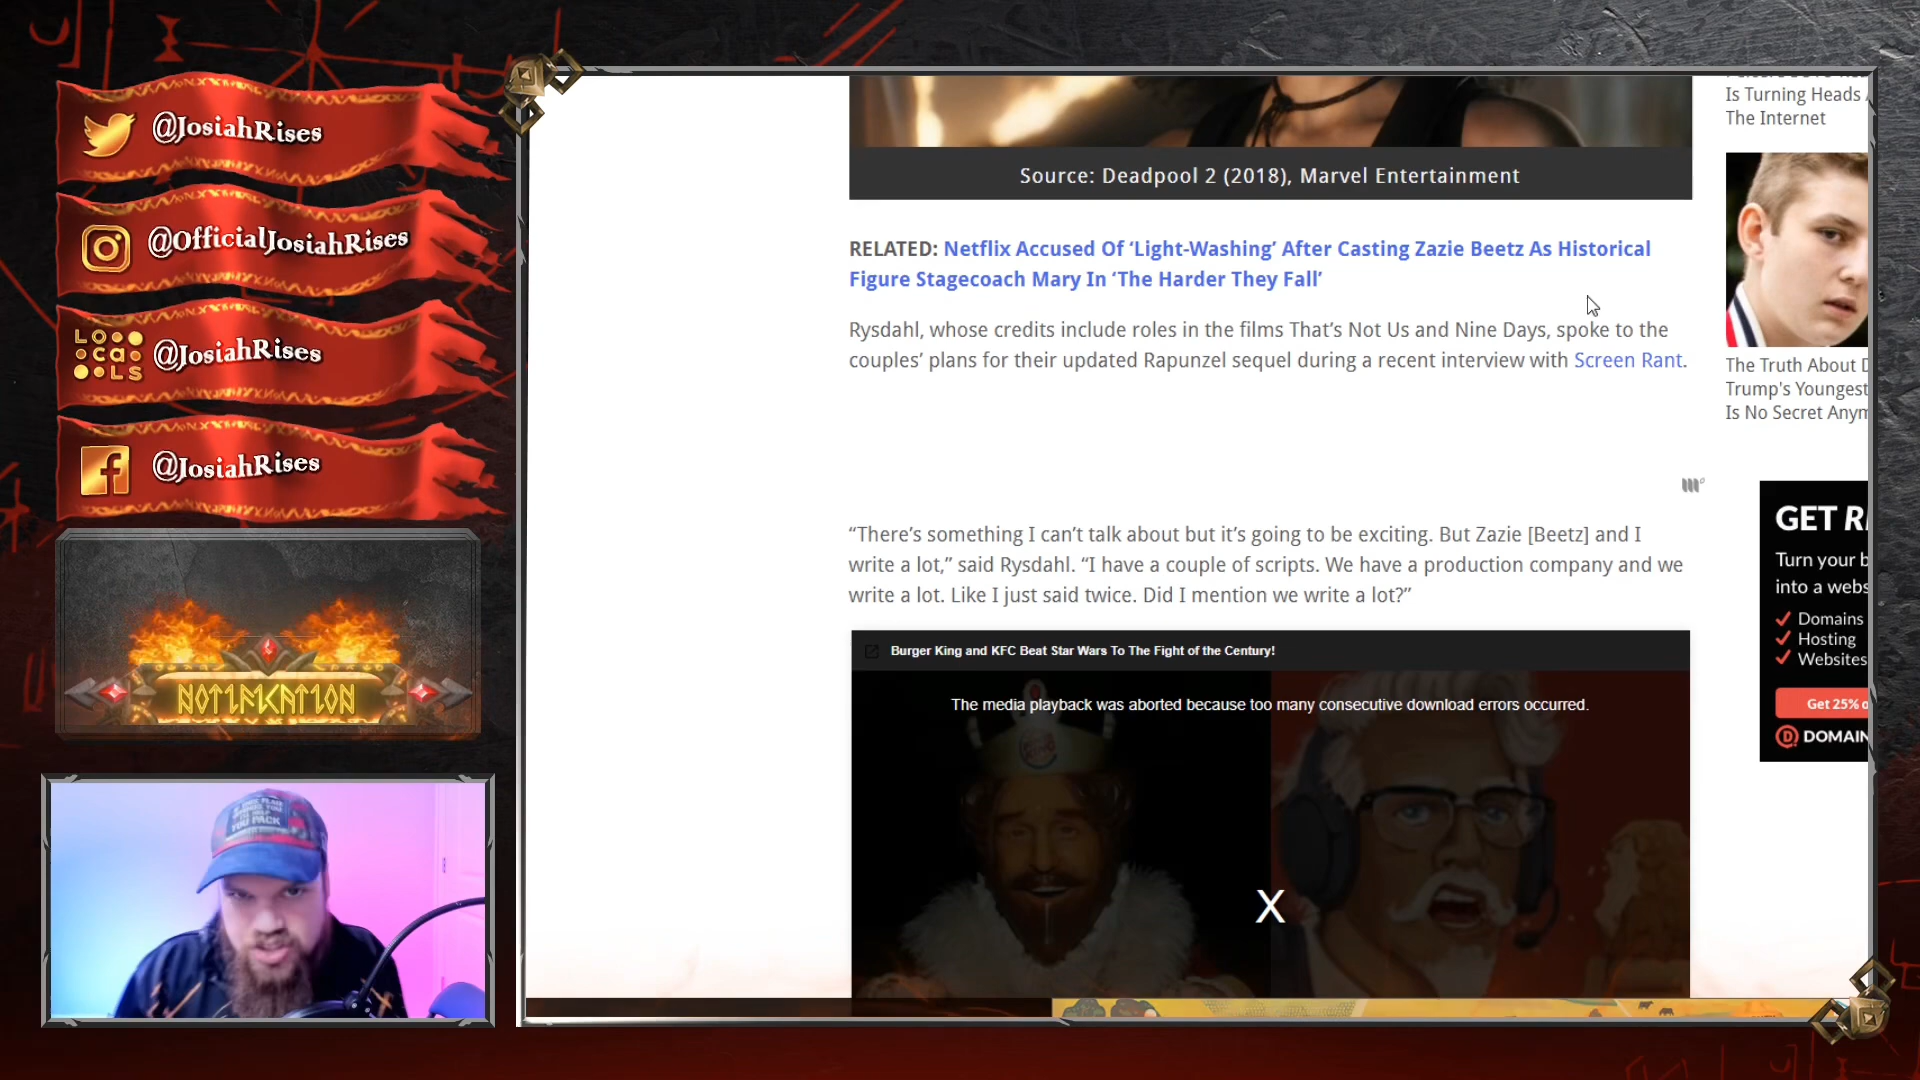 @JosiahRises
@OfficialJosiahRises
LO
ca
LS
@JosiahRises
@JosiahRises
NOTIFICATION
YOU PACK
Source: Deadpool 2 (2018), Marvel Entertainment
RELATED: Netflix Accused Of ‘Light-Washing’ After Casting Zazie Beetz As Historical
Figure Stagecoach Mary In ‘The Harder They Fall’
Rysdahl, whose credits include roles in the films That’s Not Us and Nine Days, spoke to the
couples’ plans for their updated Rapunzel sequel during a recent interview with Screen Rant.
“There’s something I can’t talk about but it’s going to be exciting. But Zazie [Beetz] and I
write a lot,” said Rysdahl. “I have a couple of scripts. We have a production company and we
write a lot. Like I just said twice. Did I mention we write a lot?”
Burger King and KFC Beat Star Wars To The Fight of the Century!
The media playback was aborted because too many consecutive download errors occurred.
X
Is Turning Heads
The Internet
The Truth About
Trump's Youngest
Is No Secret
GET
Turn your
into a
Domains
Hosting
Websites
Get 25%
DOMAIN